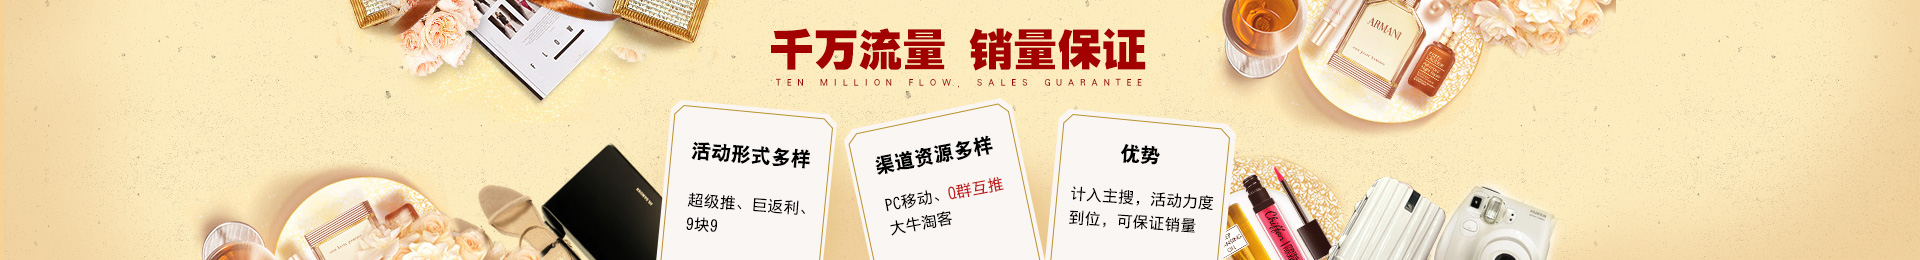 千万流量 销量保证
TEN MILLION FLOW., SALES GUARANTEE
活动形式多样
超级推、巨返利、
9块9
渠道资源多样
PC移动、Q群互推
大牛淘客
优势
计入主搜，活动力度
到位，可保证销量
ARMANI
FLOW
Chiffon